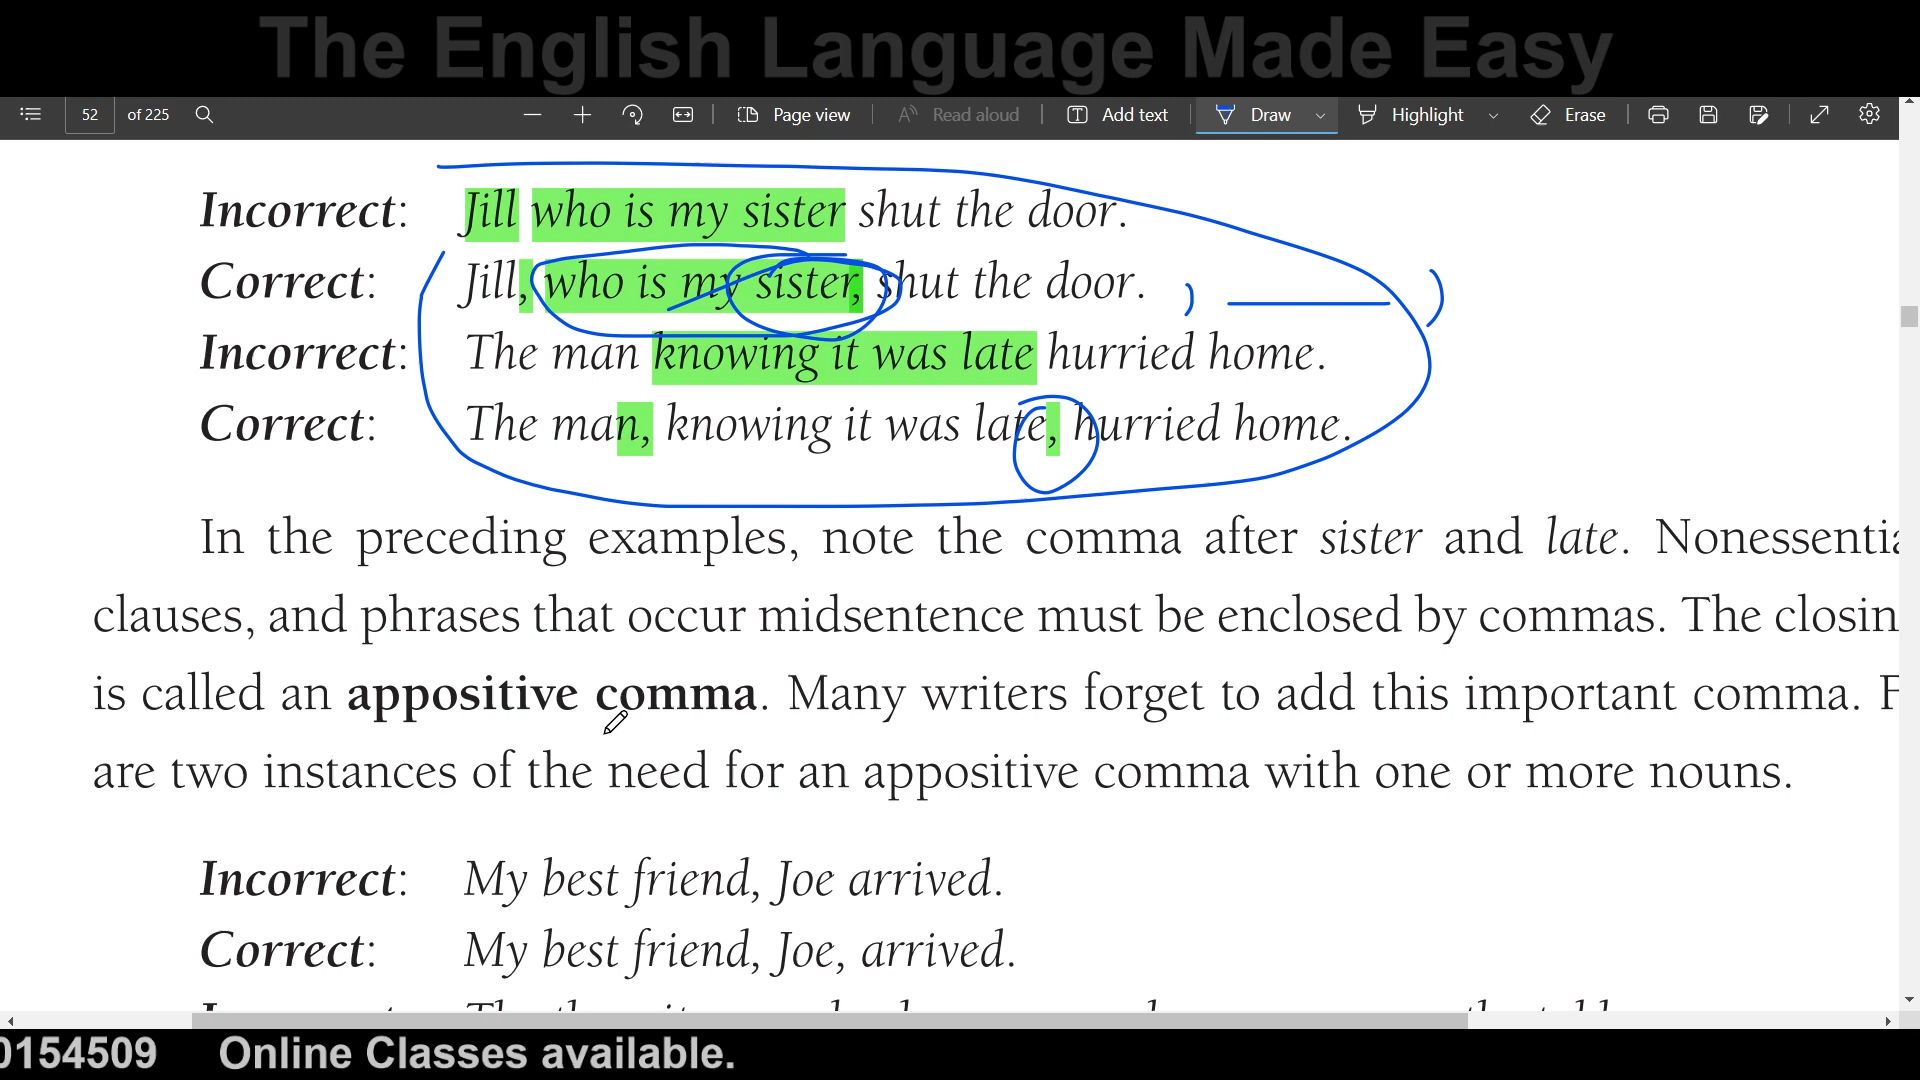 The English Language Made Easy
52 of 225 Page view Read aloud Add text Draw Highlight Erase
Incorrect: Jill who is my sister shut the door.
Correct: Jill, who is my sister, shut the door.
Incorrect: The man knowing it was late hurried home.
Correct: The man, knowing it was late, hurried home.
In the preceding examples, note the comma after sister and late. Nonessentia
clauses, and phrases that occur midsentence must be enclosed by commas. The closin
is called an appositive comma. Many writers forget to add this important comma. F
are two instances of the need for an appositive comma with one or more nouns.
Incorrect: My best friend, Joe arrived.
Correct: My best friend, Joe, arrived.
0154509 Online Classes available.